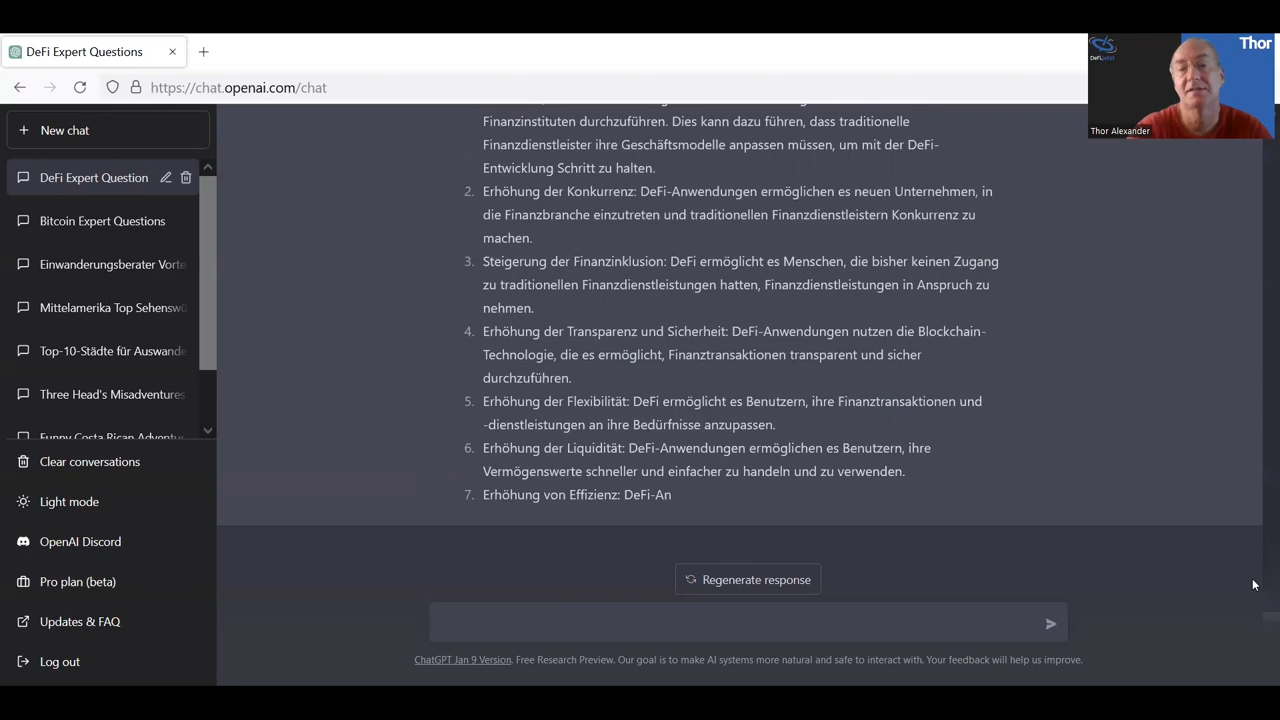 DeFi Expert Questions
https://chat.openai.com/chat
Thor
DeFi.jetzt
Thor Alexander
New chat
DeFi Expert Question
Bitcoin Expert Questions
Einwanderungsberater Vorte
Mittelamerika Top Sehenswü
Top-10-Städte für Auswande
Three Head's Misadventures
Funny Costa Rican Adventu
Clear conversations
Light mode
OpenAI Discord
Pro plan (beta)
Updates & FAQ
Log out
Finanzinstituten durchzuführen. Dies kann dazu führen, dass traditionelle
Finanzdienstleister ihre Geschäftsmodelle anpassen müssen, um mit der DeFi-
Entwicklung Schritt zu halten.
2. Erhöhung der Konkurrenz: DeFi-Anwendungen ermöglichen es neuen Unternehmen, in
die Finanzbranche einzutreten und traditionellen Finanzdienstleistern Konkurrenz zu
machen.
3. Steigerung der Finanzinklusion: DeFi ermöglicht es Menschen, die bisher keinen Zugang
zu traditionellen Finanzdienstleistungen hatten, Finanzdienstleistungen in Anspruch zu
nehmen.
4. Erhöhung der Transparenz und Sicherheit: DeFi-Anwendungen nutzen die Blockchain-
Technologie, die es ermöglicht, Finanztransaktionen transparent und sicher
durchzuführen.
5. Erhöhung der Flexibilität: DeFi ermöglicht es Benutzern, ihre Finanztransaktionen und
-dienstleistungen an ihre Bedürfnisse anzupassen.
6. Erhöhung der Liquidität: DeFi-Anwendungen ermöglichen es Benutzern, ihre
Vermögenswerte schneller und einfacher zu handeln und zu verwenden.
7. Erhöhung von Effizienz: DeFi-An
Regenerate response
ChatGPT Jan 9 Version. Free Research Preview. Our goal is to make AI systems more natural and safe to interact with. Your feedback will help us improve.